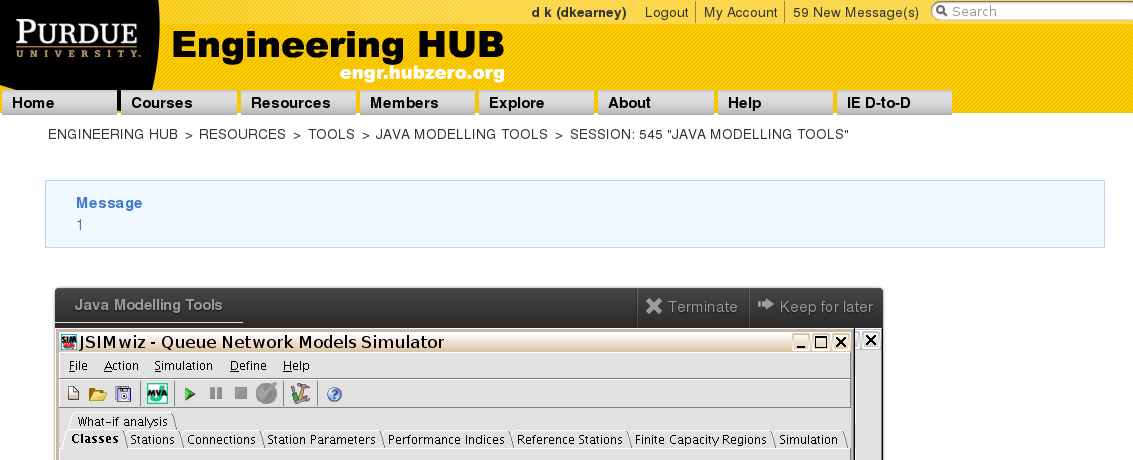 d k (dkearney) Logout My Account 59 New Message(s) Search
PURDUE
UNIVERSITY.
Engineering HUB
engr.hubzero.org
Home Courses Resources Members Explore About Help IE D-to-D
ENGINEERING HUB > RESOURCES > TOOLS > JAVA MODELLING TOOLS > SESSION: 545 "JAVA MODELLING TOOLS"
Message
1
Java Modelling Tools Terminate Keep for later
JSIMwiz - Queue Network Models Simulator
File Action Simulation Define Help
MVA
What-if analysis
Classes Stations Connections Station Parameters Performance Indices Reference Stations Finite Capacity Regions Simulation